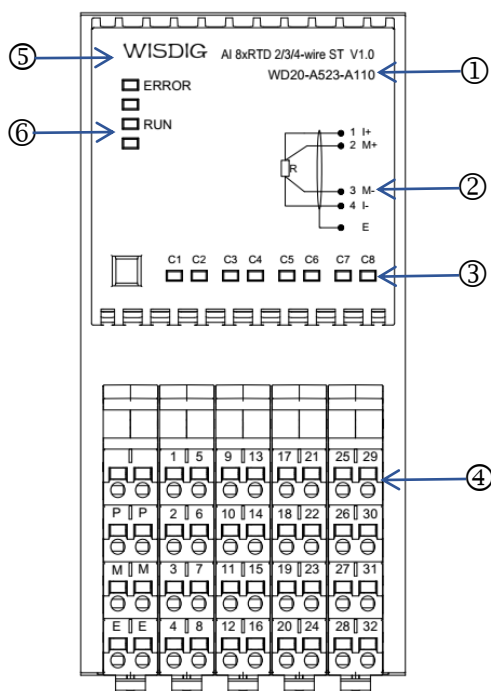 WISDIG AI 8xRTD 2/3/4-wire ST V1.0
WD20-A523-A110
ERROR
RUN
1 I+
2 M+
R
3 M-
4 I-
E
C1 C2 C3 C4 C5 C6 C7 C8
1 5 9 13 17 21 25 29
P P 2 6 10 14 18 22 26 30
M M 3 7 11 15 19 23 27 31
E E 4 8 12 16 20 24 28 32
⑤
①
⑥
②
③
④